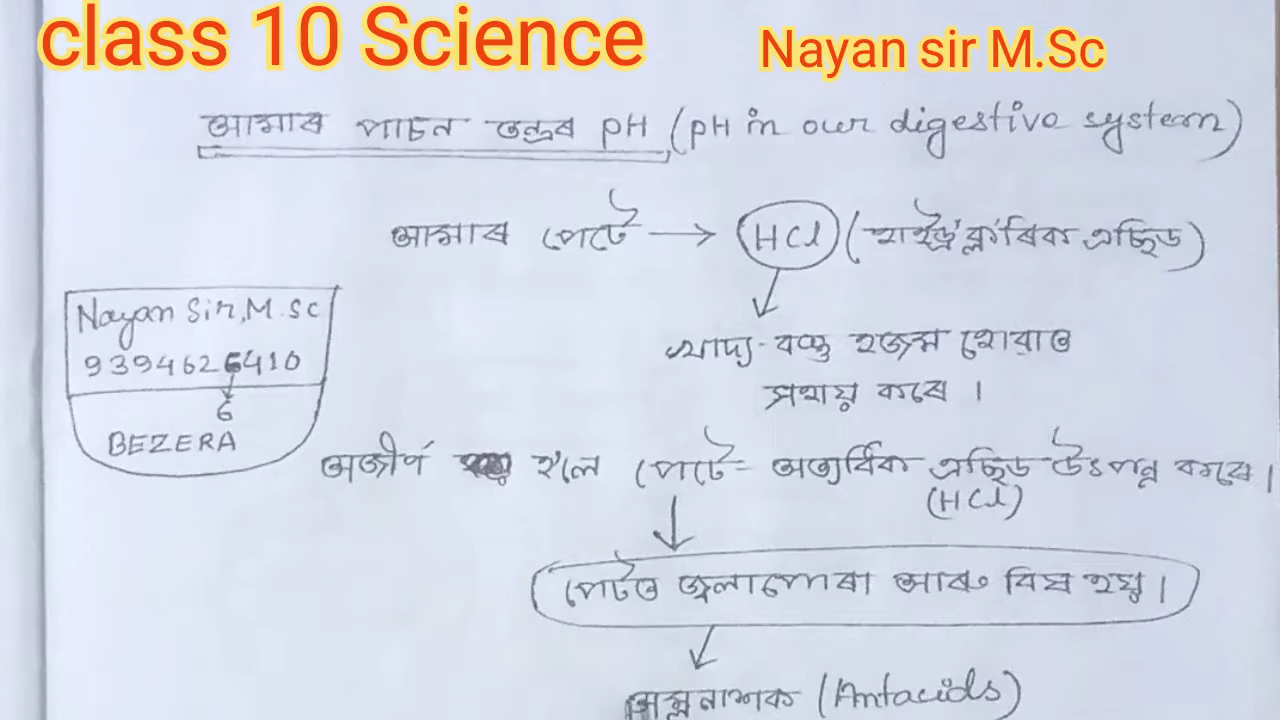 class 10 Science
Nayan sir M.Sc
আমাৰ পাচন তন্ত্ৰৰ pH (pH in our digestive system)
আমাৰ পেটে → HCl (হাইড্ৰ'ক্ল'ৰিক এছিড)
খাদ্য-বস্তু হজম হোৱাত
সহায় কৰে ।
Nayan Sir, M.Sc
9394626410
6
BEZERA
অজীৰ্ণ হ'লে পেটে অত্যধিক এছিড উৎপন্ন কৰে ।
(HCl)
পেটত জ্বলাপোৰা আৰু বিষ হয় ।
অম্লনাশক (Antacids)